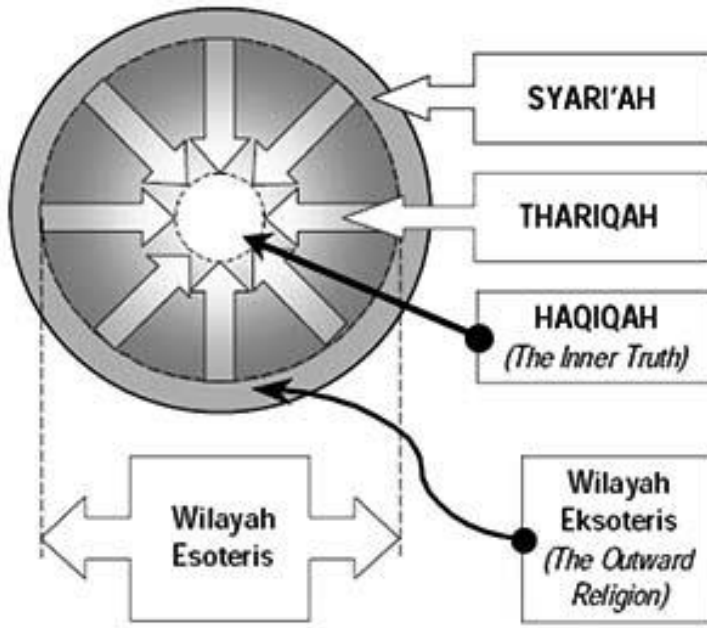 SYARI'AH
THARIQAH
HAQIQAH
(The Inner Truth)
Wilayah
Esoteris
Wilayah
Eksoteris
(The Outward
Religion)